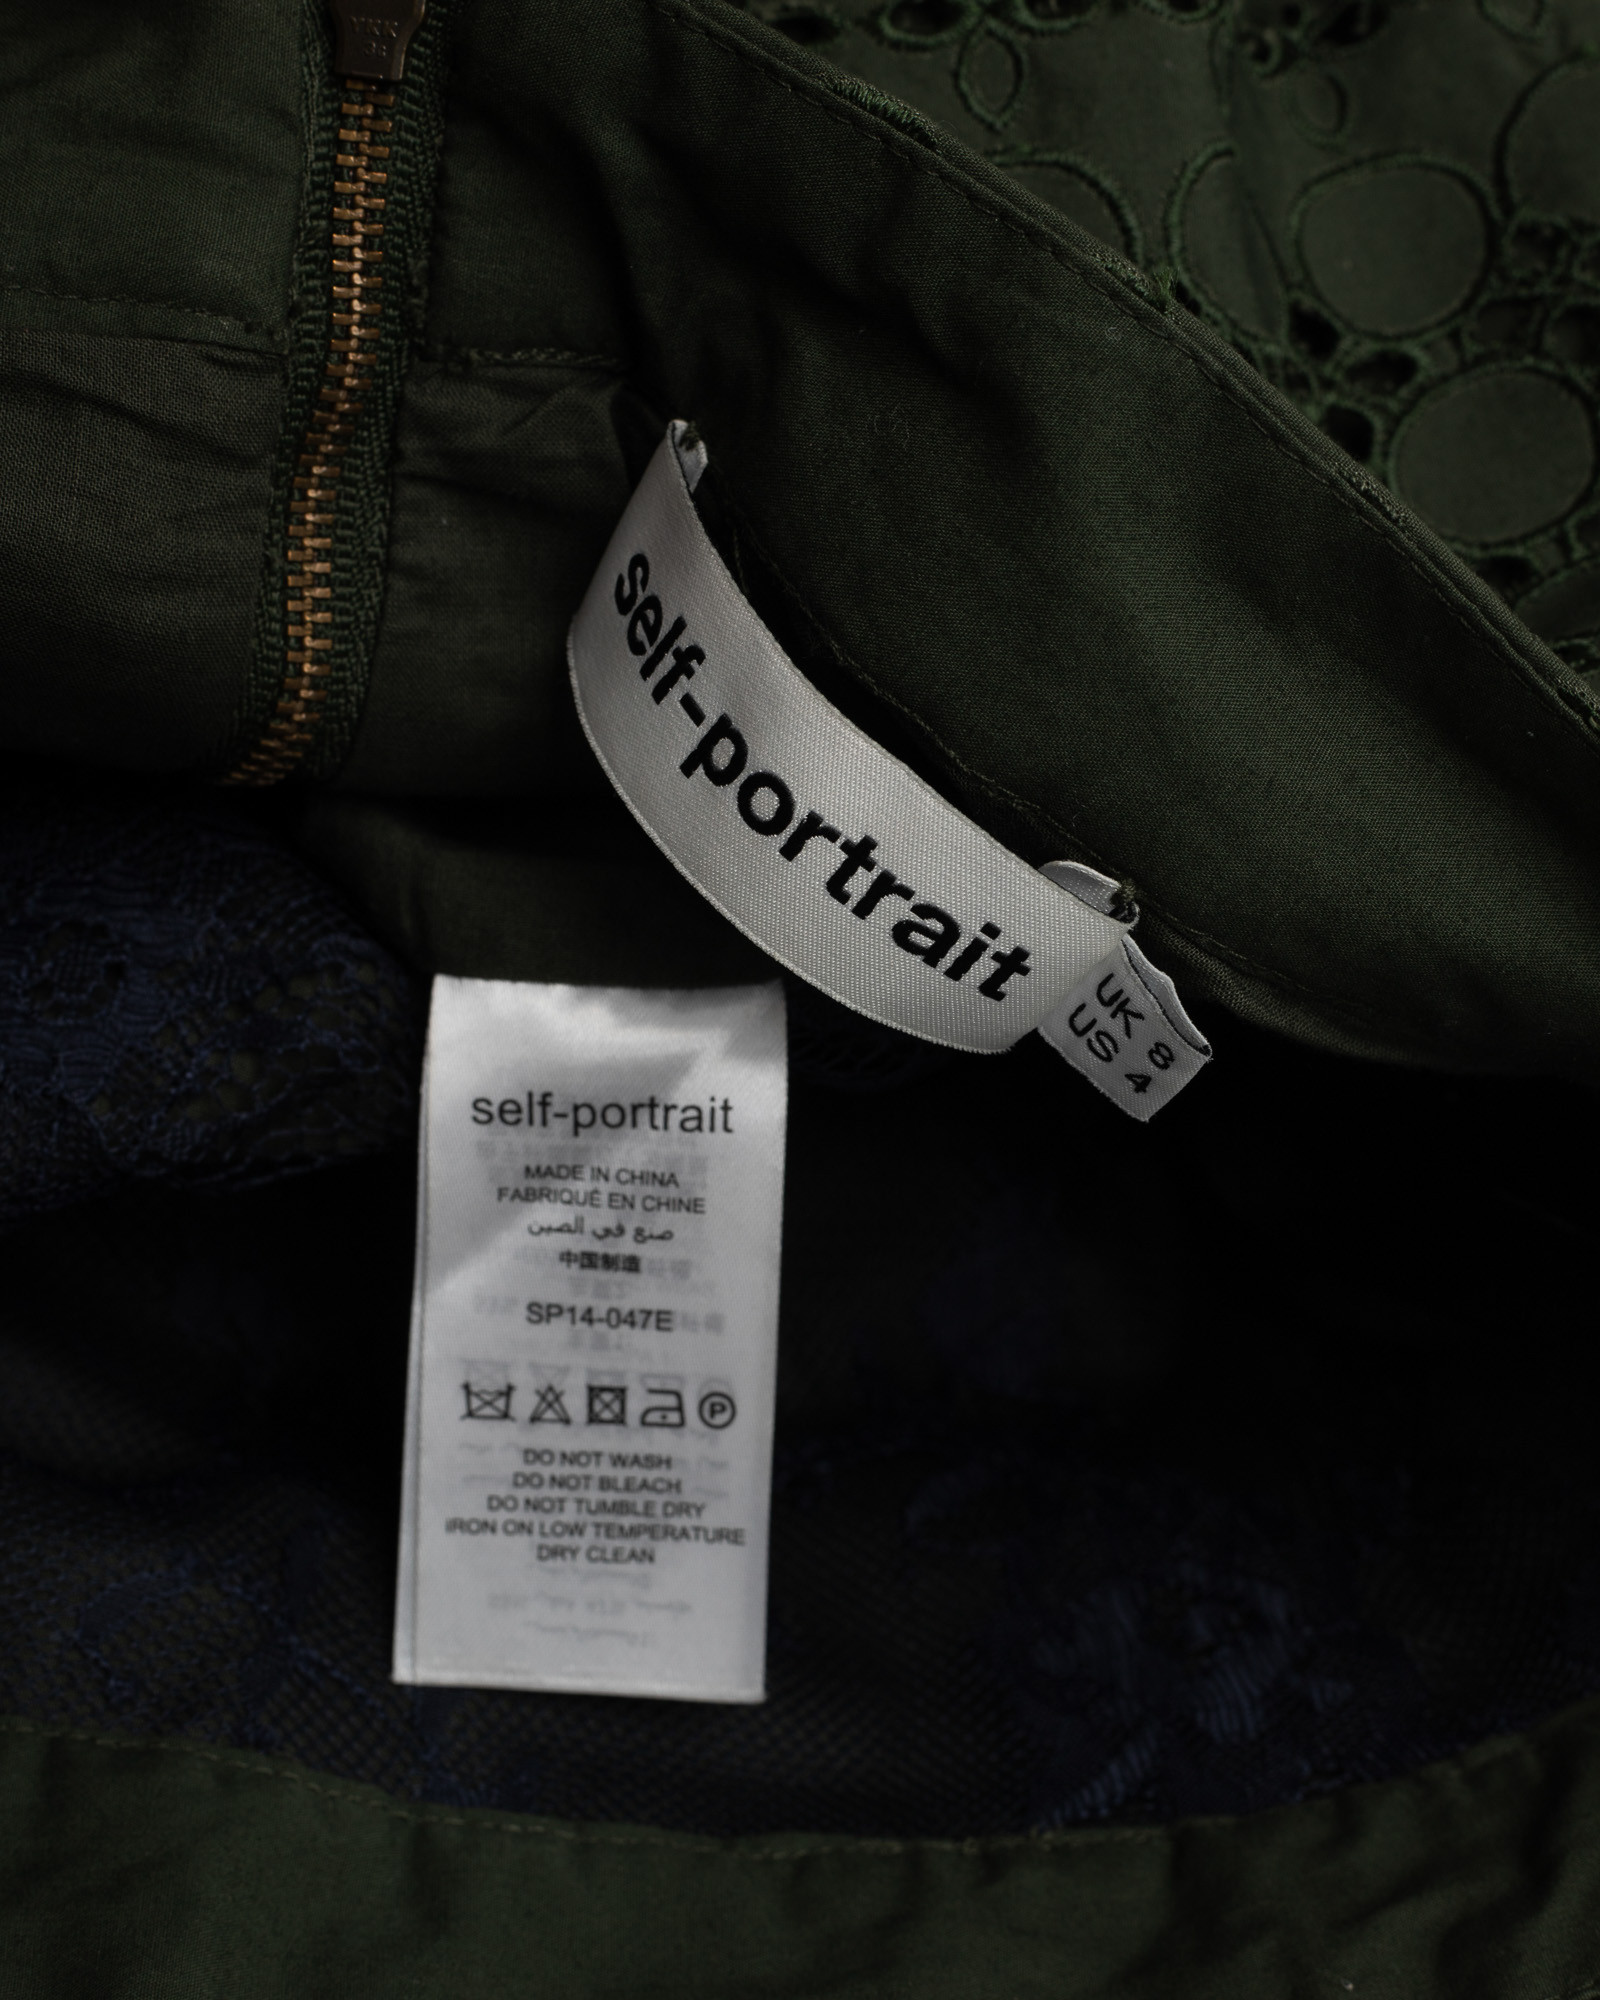 self-portrait
UK 8
US 4
self-portrait
MADE IN CHINA
FABRIQUÉ EN CHINE
صنع في الصين
中国制造
SP14-047E
P
DO NOT WASH
DO NOT BLEACH
DO NOT TUMBLE DRY
IRON ON LOW TEMPERATURE
DRY CLEAN